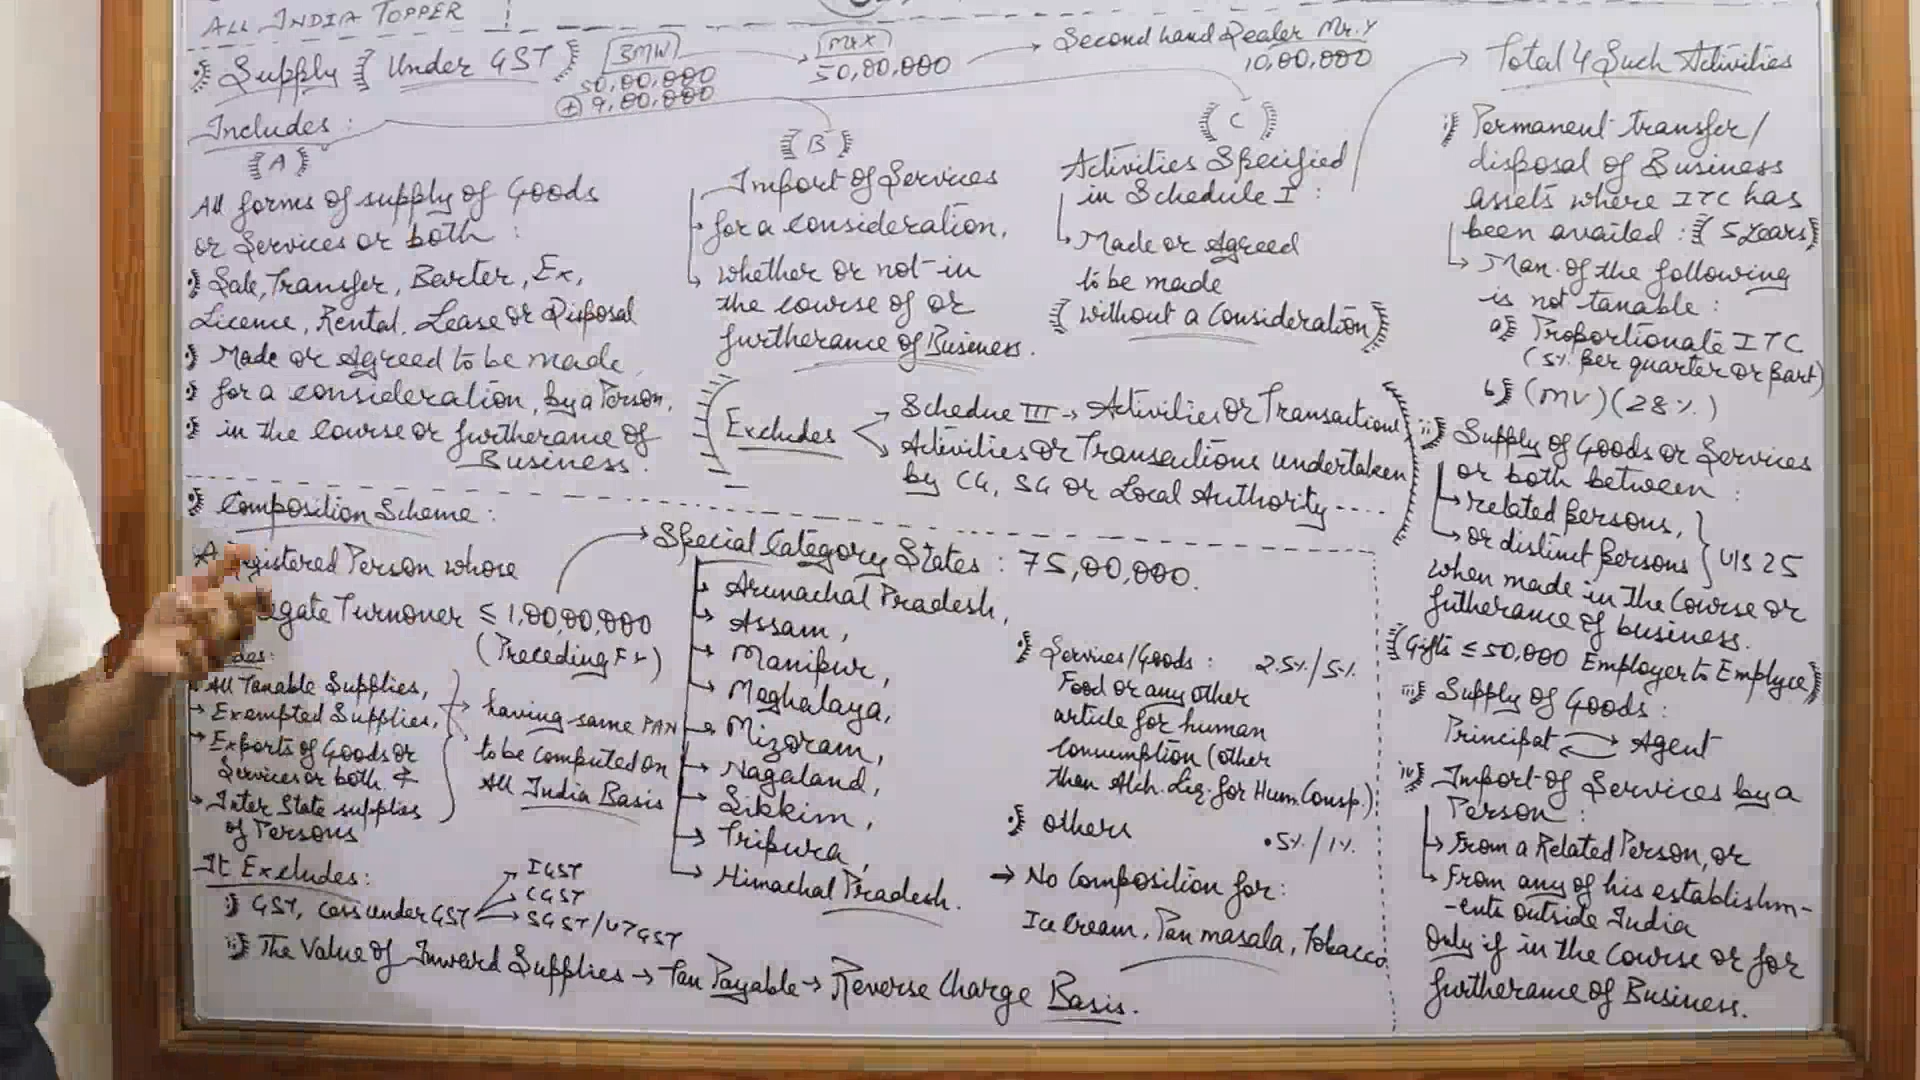 ALL INDIA TOPPER
Supply Under GST
BMW
50,00,000
+ 9,00,000
Mr X
50,00,000
Second hand Dealer Mr. Y
10,00,000
Includes :
A
All forms of supply of Goods
or Services or both :
Sale, Transfer, Barter, Ex,
Licence, Rental, Lease or Disposal
Made or Agreed to be made
for a consideration, by a Person,
in the course or furtherance of
Business.
B
Import of Services
for a consideration,
whether or not in
the course of or
furtherance of Business.
C
Activities Specified
in Schedule I :
Made or Agreed
to be made
without a Consideration
Excludes
Schedue III → Activities or Transactions
Activities or Transactions undertaken
by CG, SG or Local Authority ----
Total 4 Such Activities
i) Permanent transfer/
disposal of Business
assets where ITC has
been availed : 5 years
Max. of the following
is not taxable :
a) Proportionate ITC
(5% per quarter or part)
b) (MV) (28%)
ii) Supply of Goods or Services
or both between :
related persons,
or distinct persons } U/S 25
when made in the Course or
futherance of business.
Gifts ≤ 50,000 Employer to Employee
iii) Supply of Goods :
Principal Agent
iv) Import of Services by a
Person :
From a Related Person, or
From any of his establishm-
-ents outside India
Only if in the Course or for
furtherance of Business.
Composition Scheme :
A Registered Person whose
Turnover ≤ 1,00,00,000
(Preceding FY)
All Taxable Supplies,
Exempted Supplies,
Exports of Goods or
Services or both &
Inter State supplies
of Persons
having same PAN
to be computed on
All India Basis
It Excludes :
i) GST, Cess under GST
IGST
CGST
SGST/UTGST
ii) The Value of Inward Supplies → Tax Payable → Reverse Charge Basis.
Special Category States : 75,00,000.
Arunachal Pradesh,
Assam,
Manipur,
Meghalaya,
Mizoram,
Nagaland,
Sikkim,
Tripura,
Himachal Pradesh.
Services/Goods : 2.5%/5%
Food or any other
article for human
Consumption (other
than Alch. Liq. for Hum. Consp.)
others .5%/1%
→ No Composition for :
Ice Cream, Pan masala, Tobacco